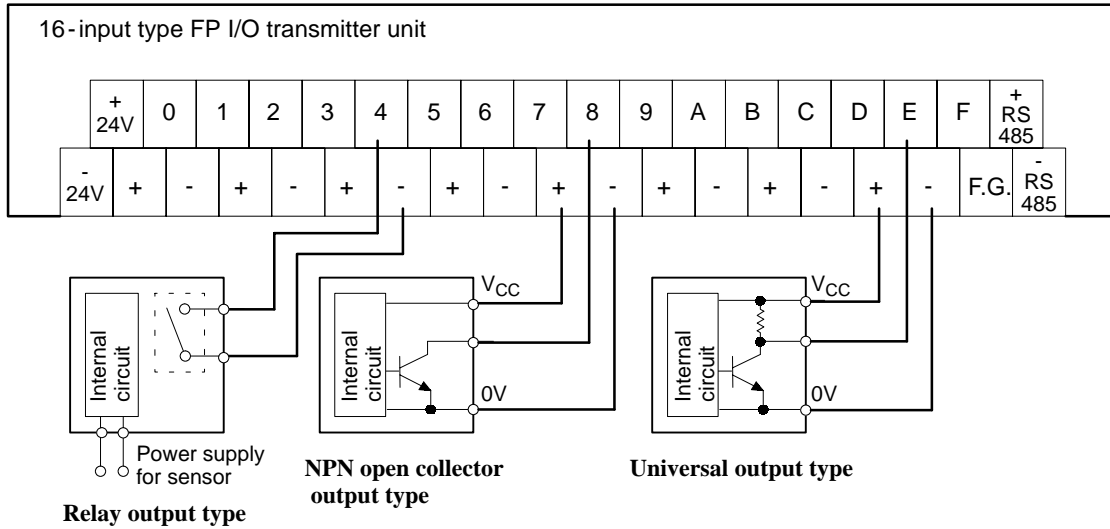 16-input type FP I/O transmitter unit
+ 24V 0 1 2 3 4 5 6 7 8 9 A B C D E F + RS 485
- 24V + - + - + - + - + - + - + - + - F.G. - RS 485
Internal circuit
Power supply for sensor
Relay output type
VCC
Internal circuit
0V
NPN open collector output type
VCC
Internal circuit
0V
Universal output type